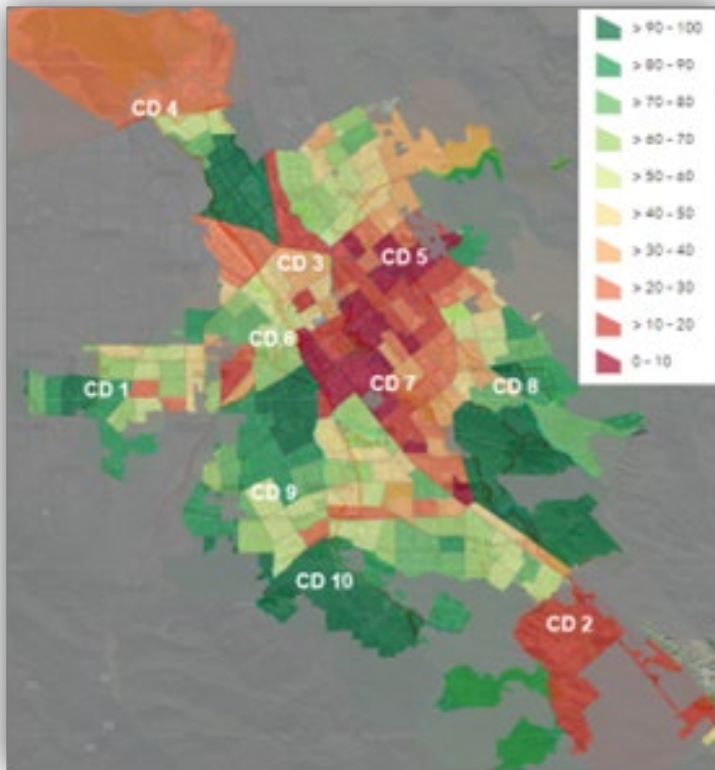 > 90 - 100
> 80 - 90
> 70 - 80
> 60 - 70
> 50 - 60
> 40 - 50
> 30 - 40
> 20 - 30
> 10 - 20
0 - 10
CD 4
CD 5
CD 3
CD 6
CD 7
CD 1
CD 8
CD 9
CD 10
CD 2